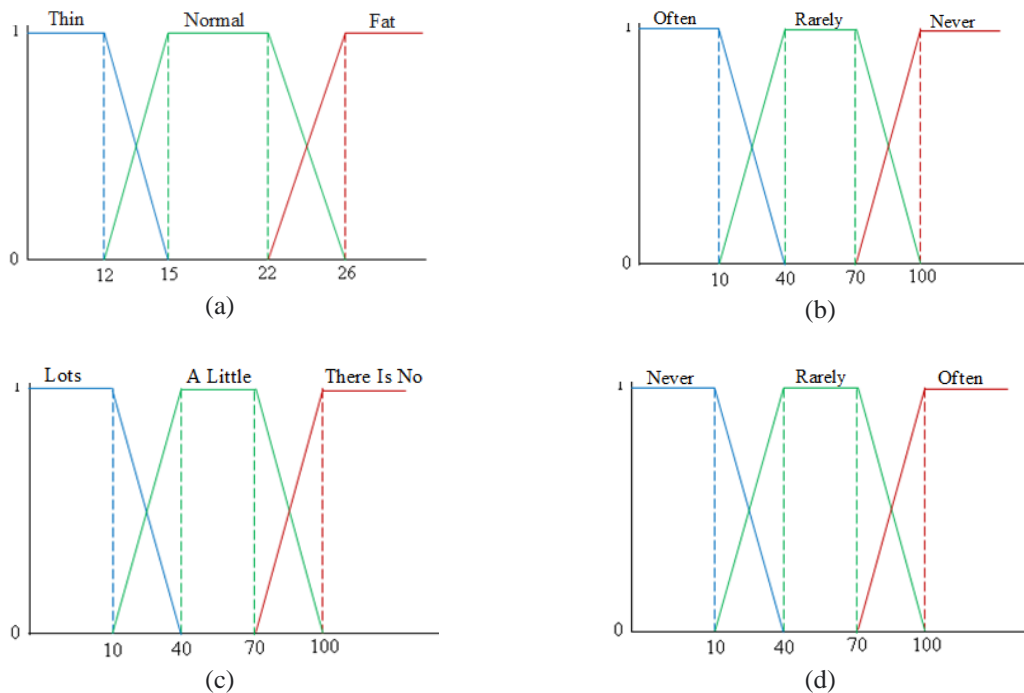 Thin Normal Fat
1
0
12 15 22 26
(a)
Often Rarely Never
1
0
10 40 70 100
(b)
Lots A Little There Is No
1
0
10 40 70 100
(c)
Never Rarely Often
1
0
10 40 70 100
(d)